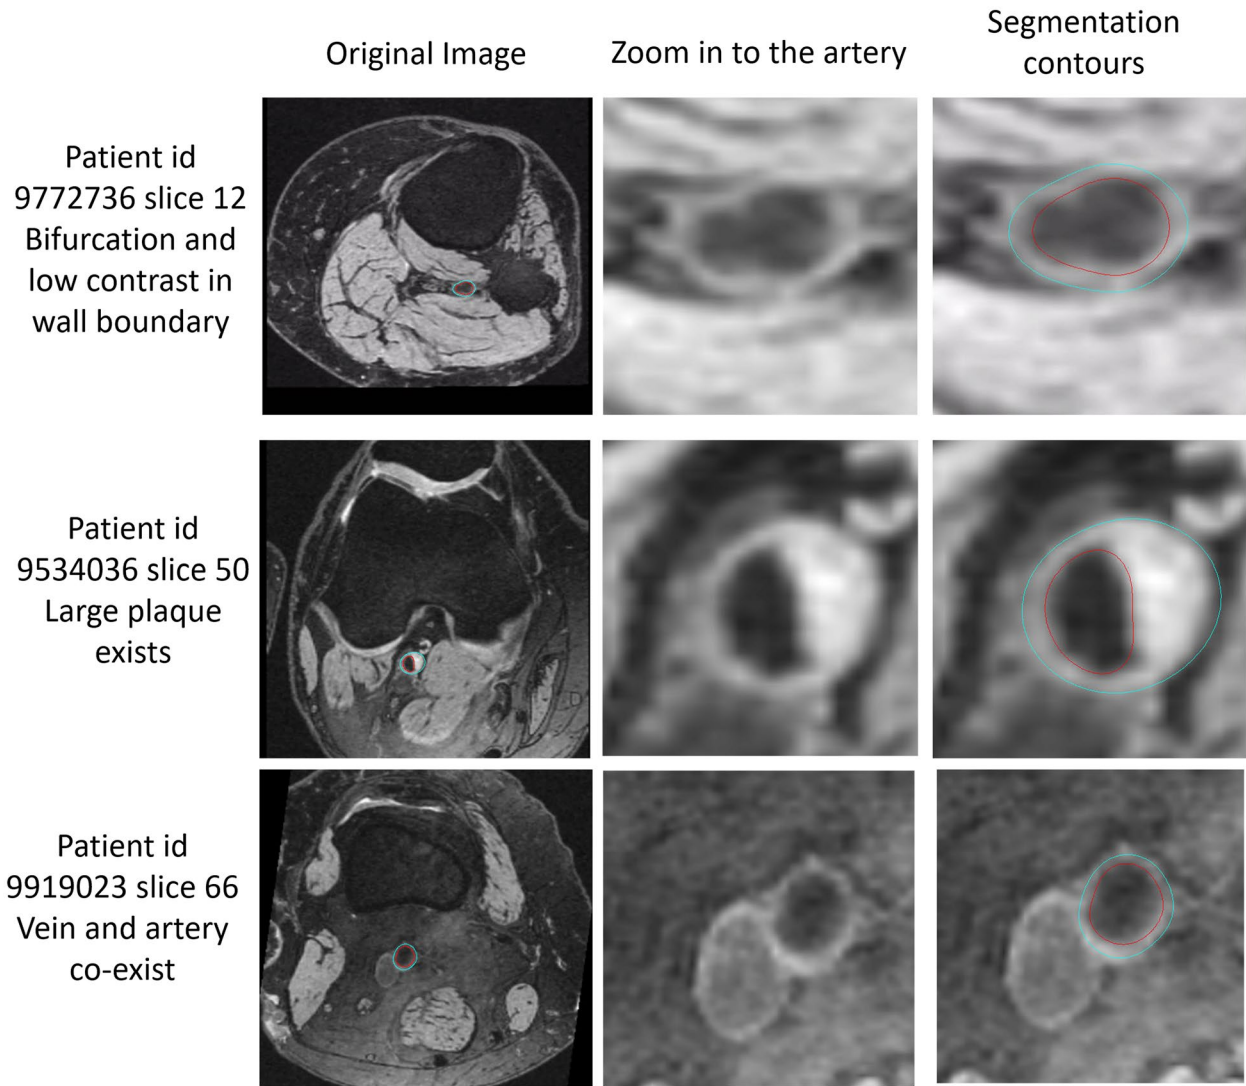 Original Image
Zoom in to the artery
Segmentation
contours
Patient id
9772736 slice 12
Bifurcation and
low contrast in
wall boundary
Patient id
9534036 slice 50
Large plaque
exists
Patient id
9919023 slice 66
Vein and artery
co-exist